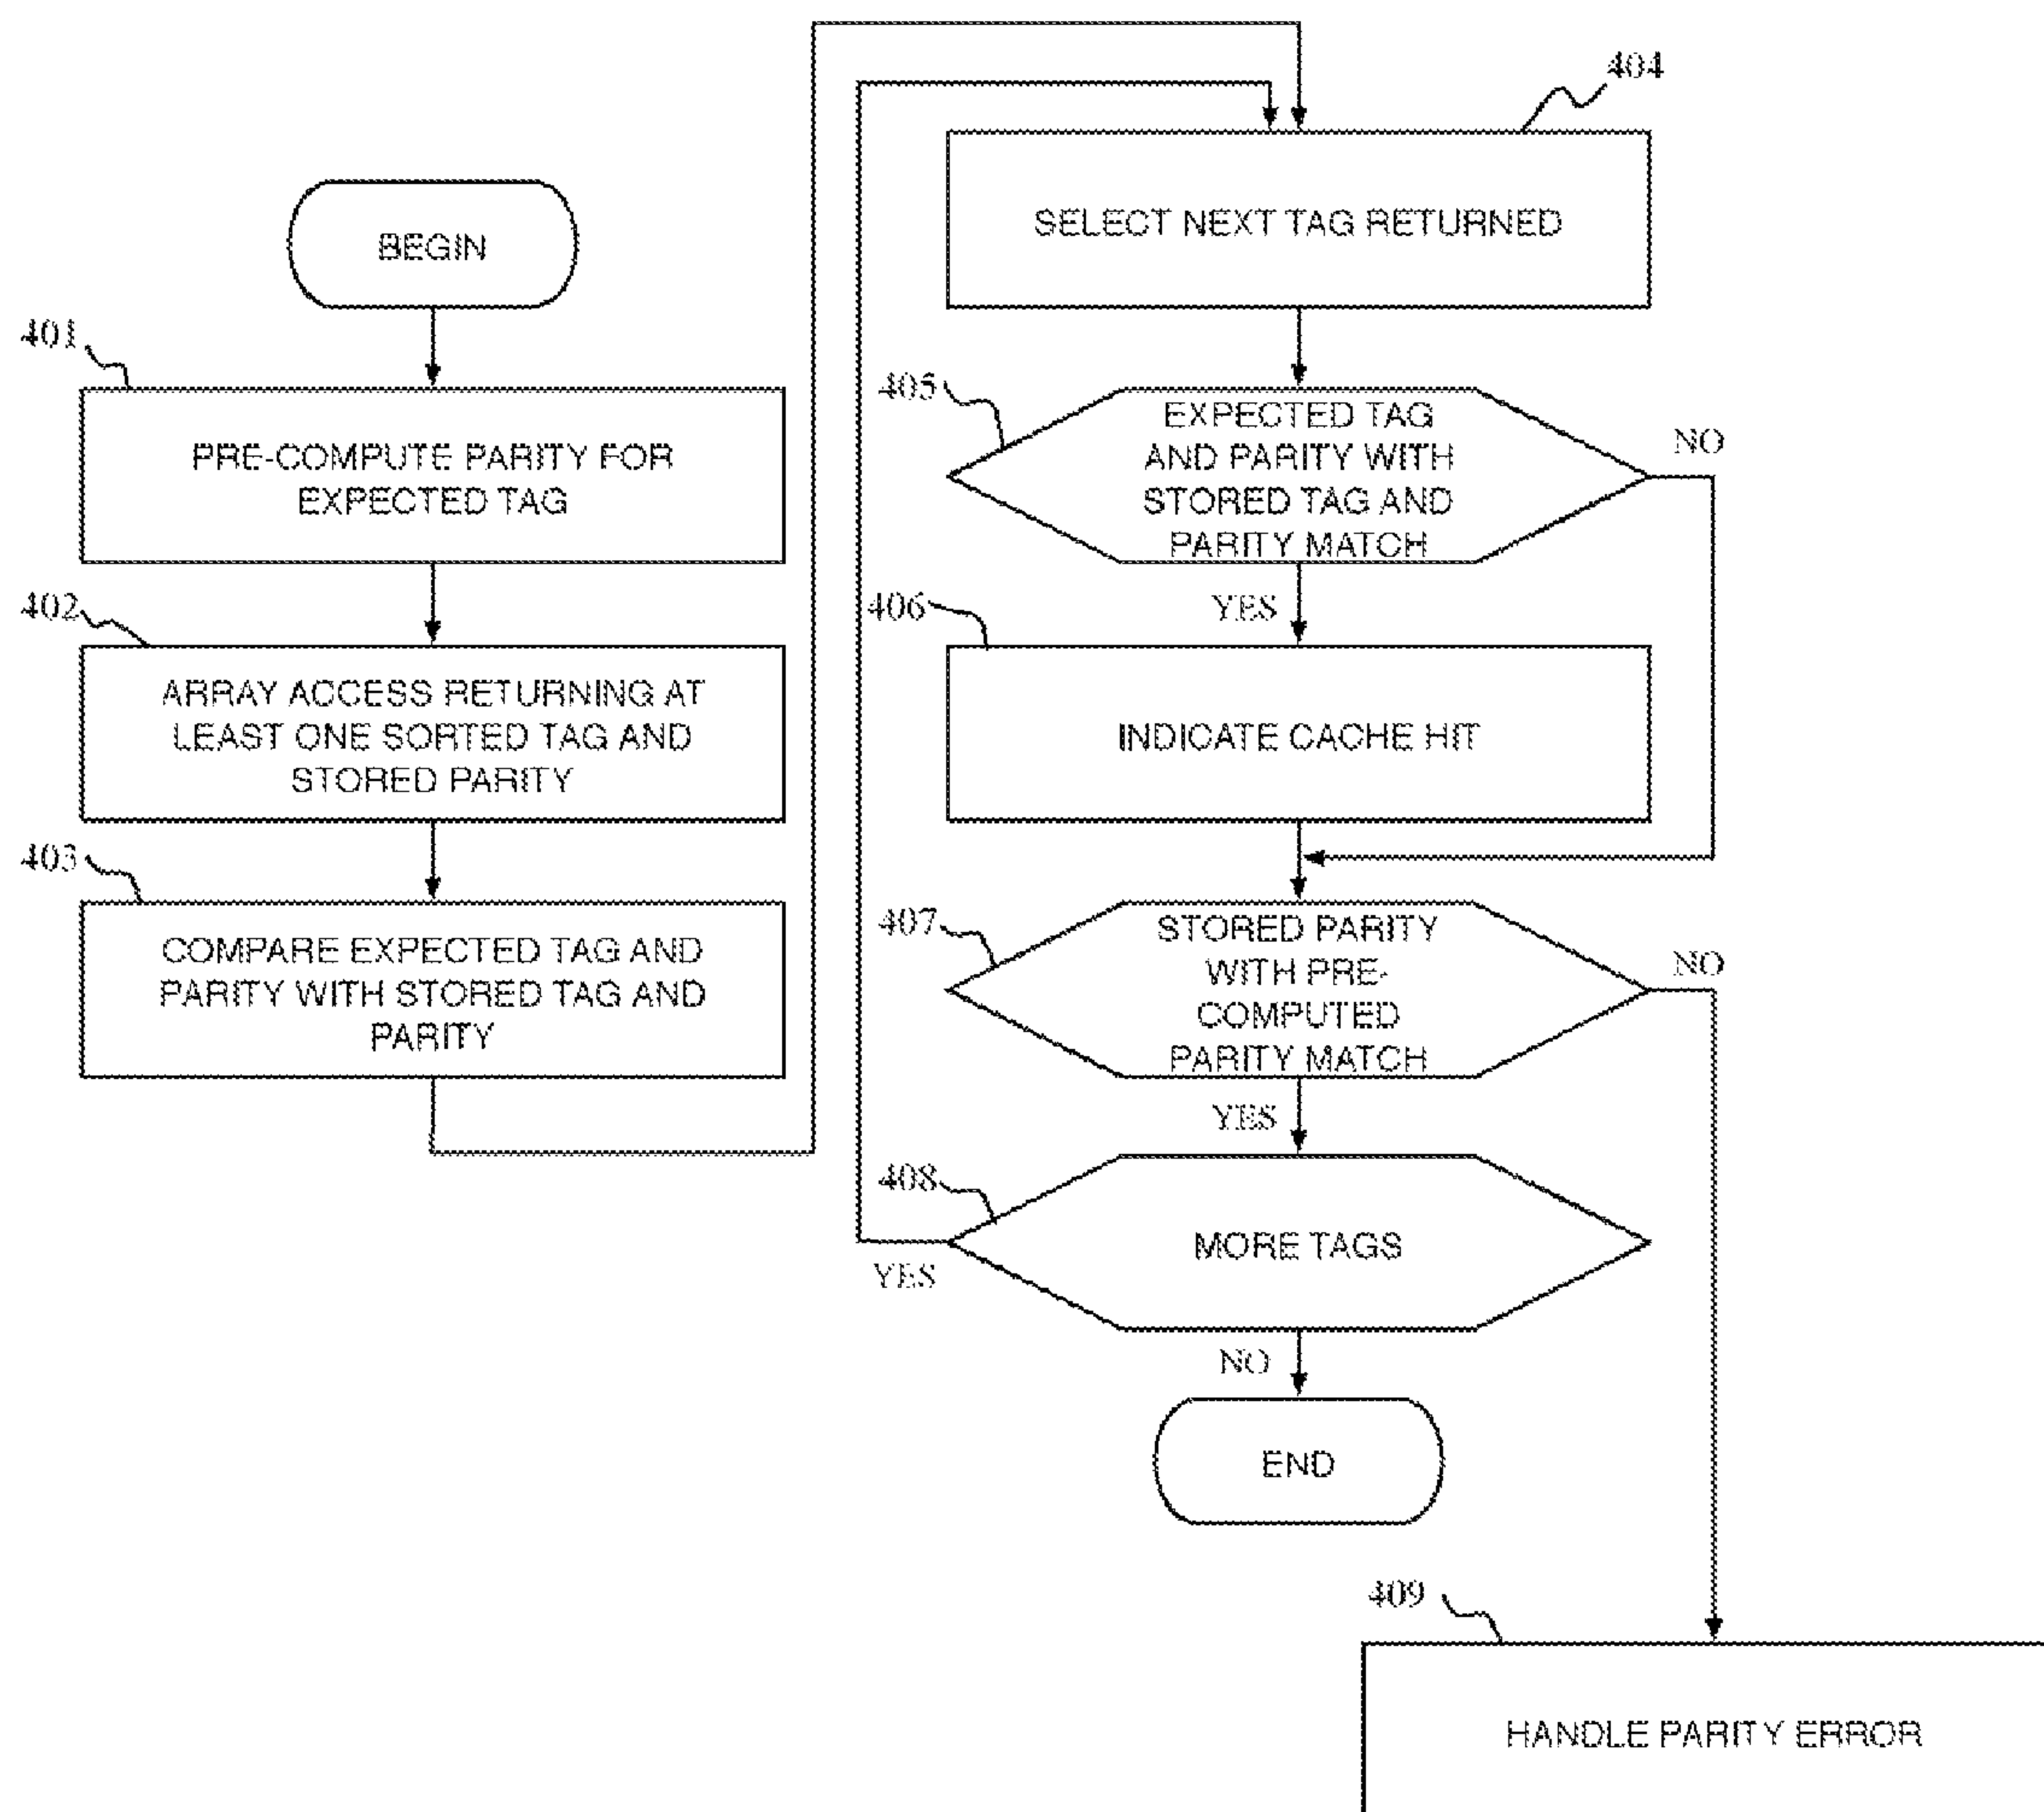 BEGIN
401
PRE-COMPUTE PARITY FOR
EXPECTED TAG
402
ARRAY ACCESS RETURNING AT
LEAST ONE SORTED TAG AND
STORED PARITY
403
COMPARE EXPECTED TAG AND
PARITY WITH STORED TAG AND
PARITY
404
SELECT NEXT TAG RETURNED
405
EXPECTED TAG
AND PARITY WITH
STORED TAG AND
PARITY MATCH
NO
YES
406
INDICATE CACHE HIT
407
STORED PARITY
WITH PRE-
COMPUTED
PARITY MATCH
NO
YES
408
MORE TAGS
YES
NO
END
409
HANDLE PARITY ERROR